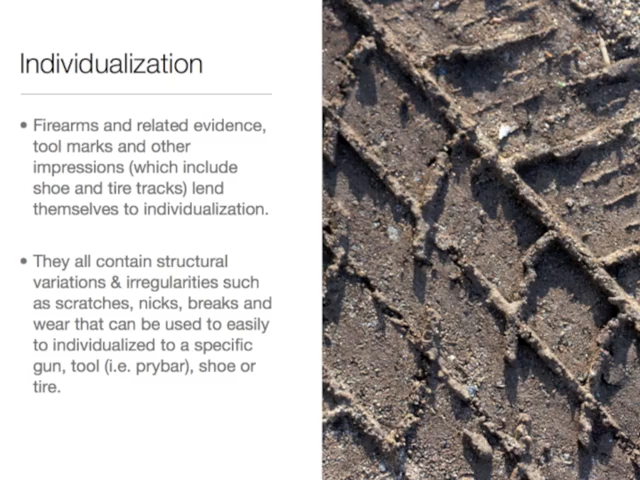 Individualization
• Firearms and related evidence,
tool marks and other
impressions (which include
shoe and tire tracks) lend
themselves to individualization.
• They all contain structural
variations & irregularities such
as scratches, nicks, breaks and
wear that can be used to easily
to individualized to a specific
gun, tool (i.e. prybar), shoe or
tire.